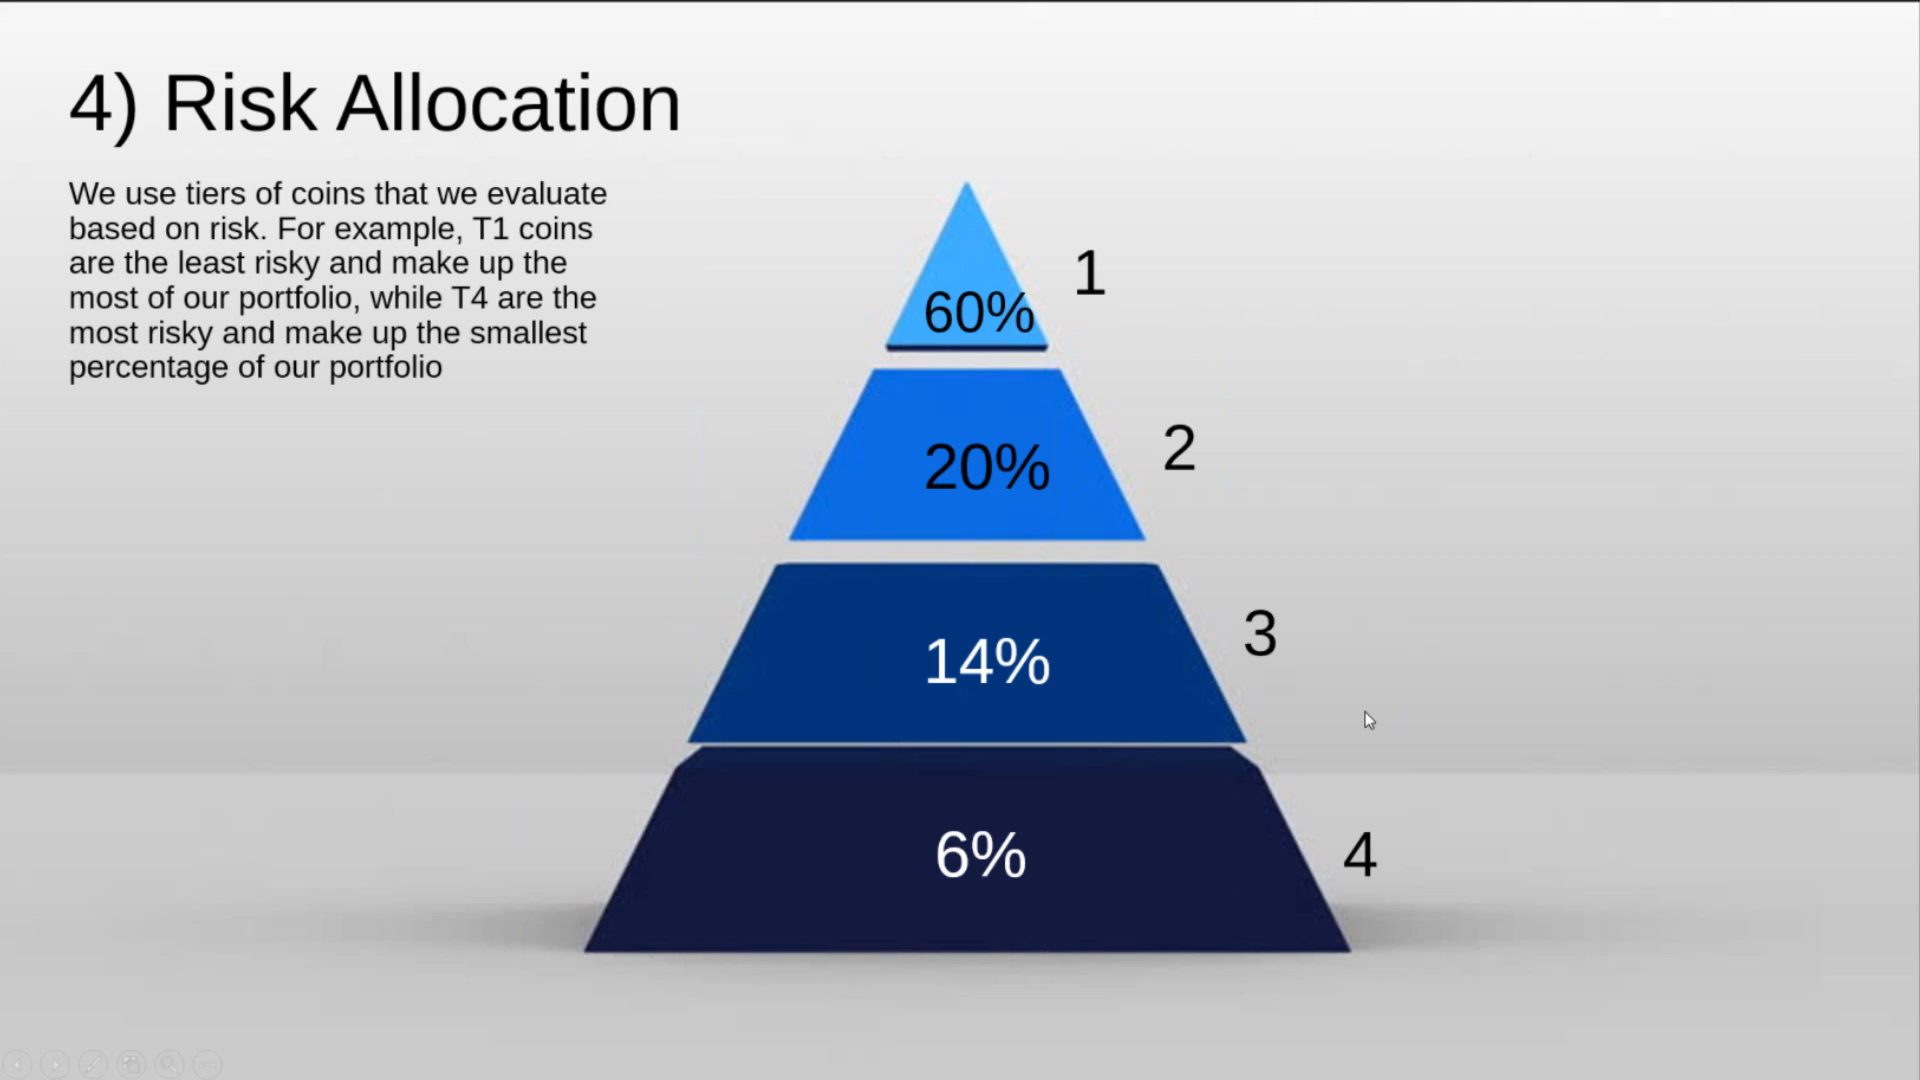 4) Risk Allocation
We use tiers of coins that we evaluate
based on risk. For example, T1 coins
are the least risky and make up the
most of our portfolio, while T4 are the
most risky and make up the smallest
percentage of our portfolio
1
60%
2
20%
3
14%
4
6%